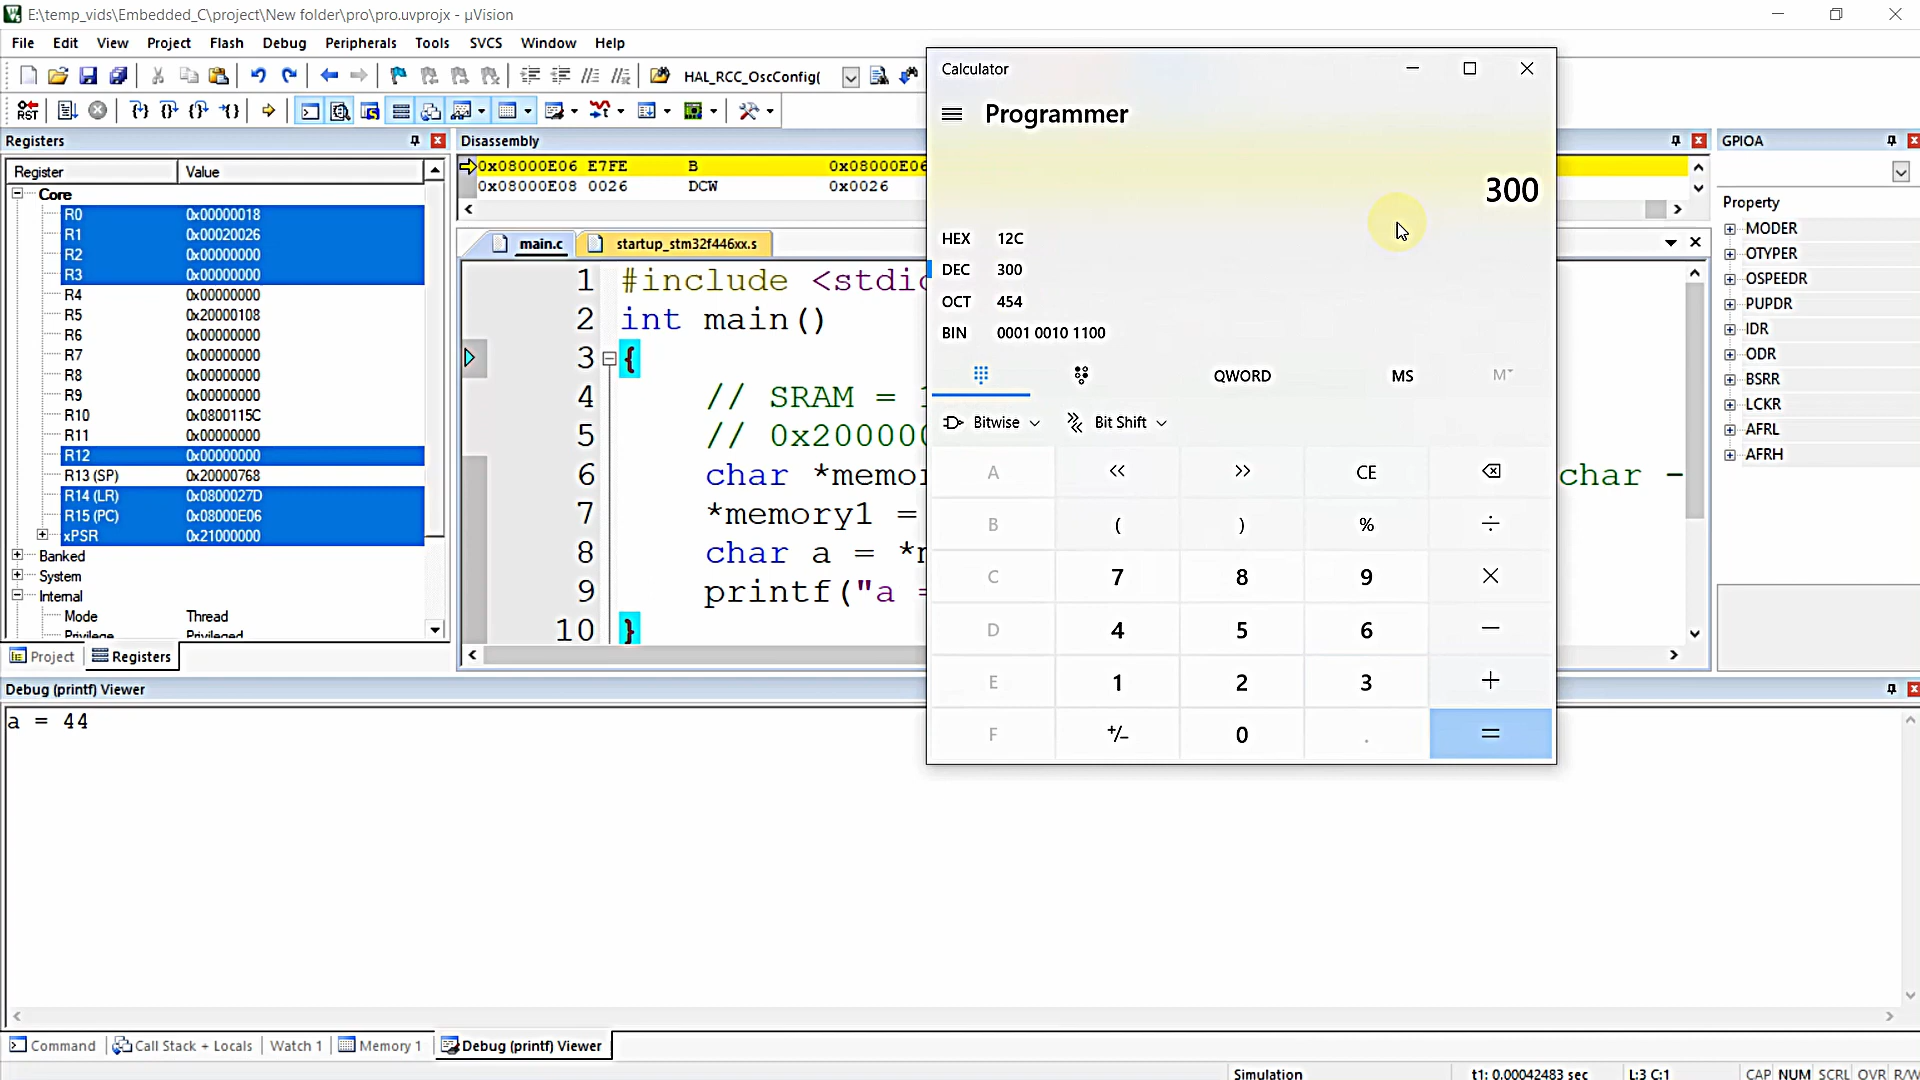 E:\temp_vids\Embedded_C\project\New folder\pro\pro.uvprojx - µVision
File Edit View Project Flash Debug Peripherals Tools SVCS Window Help
HAL_RCC_OscConfig(
RST
Registers
Register Value
Core
R0 0x00000018
R1 0x00020026
R2 0x00000000
R3 0x00000000
R4 0x00000000
R5 0x20000108
R6 0x00000000
R7 0x00000000
R8 0x00000000
R9 0x00000000
R10 0x0800115C
R11 0x00000000
R12 0x00000000
R13 (SP) 0x20000768
R14 (LR) 0x0800027D
R15 (PC) 0x08000E06
xPSR 0x21000000
Banked
System
Internal
Mode Thread
Privilege Privileged
Project Registers
Disassembly
0x08000E06 E7FE B 0x08000E06
0x08000E08 0026 DCW 0x0026
main.c startup_stm32f446xx.s
1 #include <stdio
2 int main()
3 {
4 // SRAM =
5 // 0x200000
6 char *memor char -
7 *memory1 =
8 char a = *
9 printf("a =
10 }
Calculator
Programmer
300
HEX 12C
DEC 300
OCT 454
BIN 0001 0010 1100
QWORD MS M
Bitwise Bit Shift
A << >> CE
B ( ) % ÷
C 7 8 9 ×
D 4 5 6 −
E 1 2 3 +
F +/− 0 . =
GPIOA
Property
MODER
OTYPER
OSPEEDR
PUPDR
IDR
ODR
BSRR
LCKR
AFRL
AFRH
Debug (printf) Viewer
a = 44
Command Call Stack + Locals Watch 1 Memory 1 Debug (printf) Viewer
Simulation t1: 0.00042483 sec L:3 C:1 CAP NUM SCRL OVR R/W